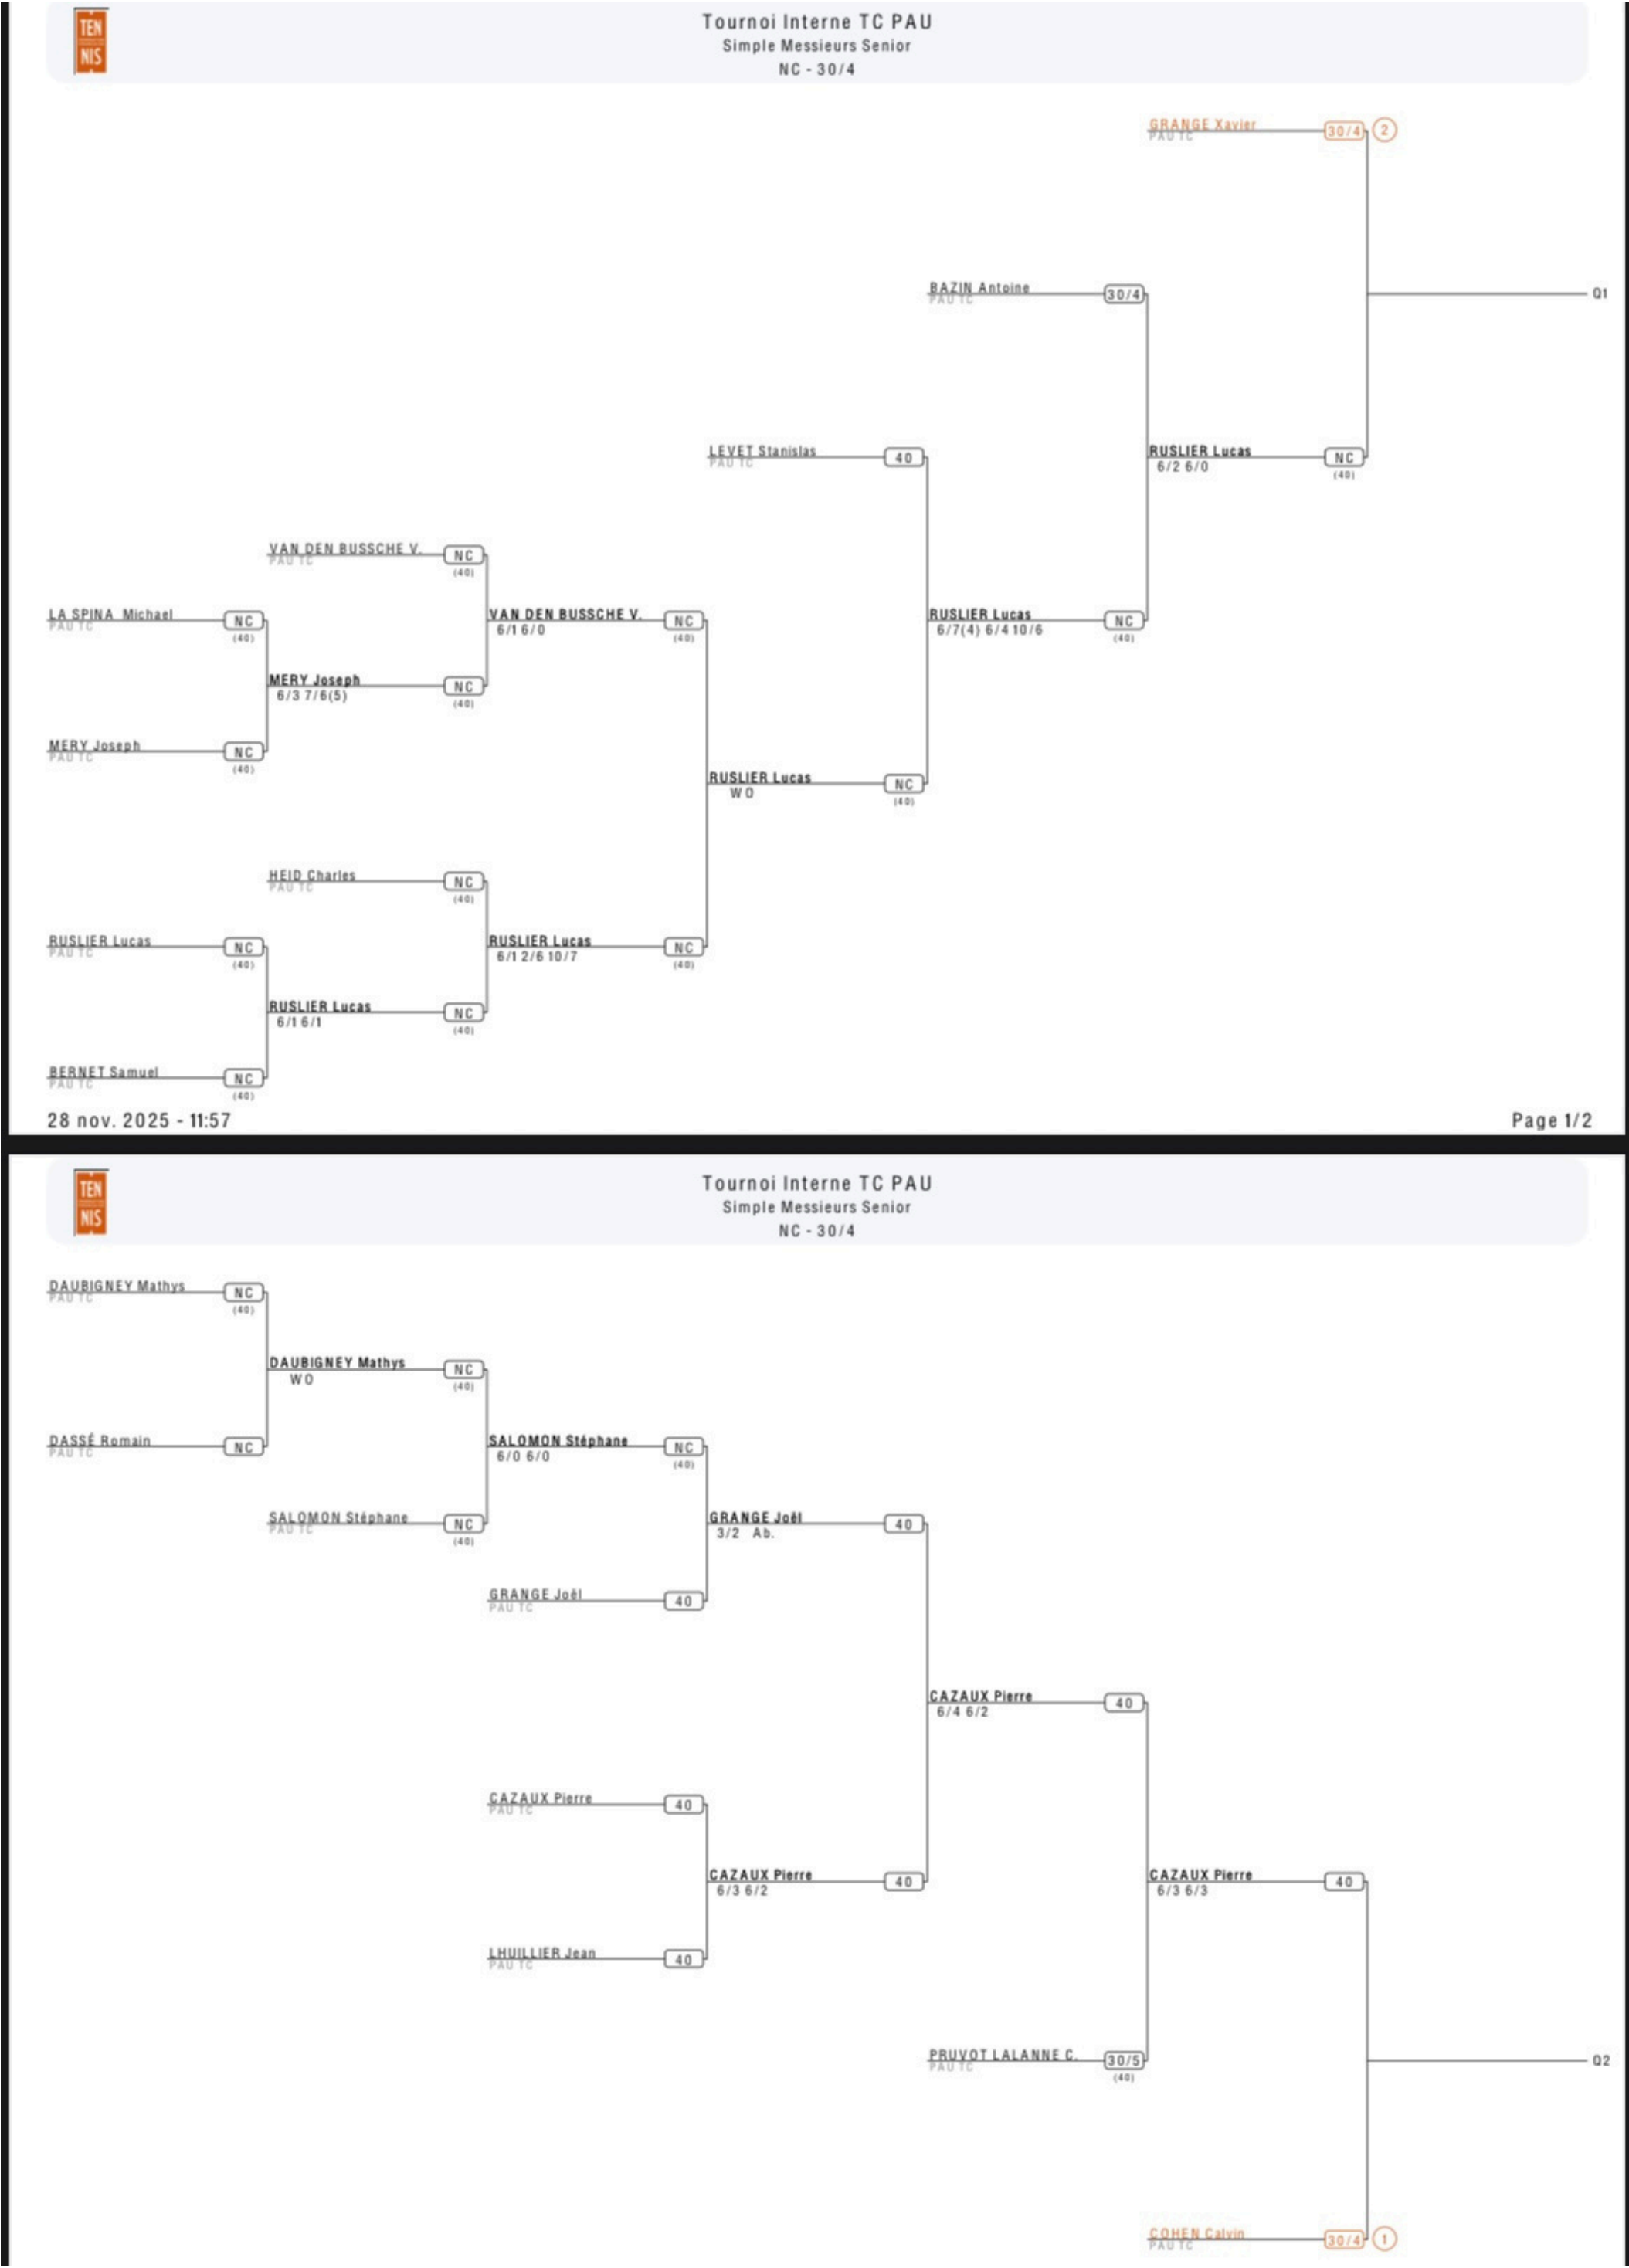 TEN
NIS
Tournoi Interne TC PAU
Simple Messieurs Senior
NC - 30/4
GRANGE Xavier 30/4 2
PAU TC
BAZIN Antoine 30/4
PAU TC
Q1
LEVET Stanislas 40
PAU TC
RUSLIER Lucas NC
6/2 6/0 (40)
VAN DEN BUSSCHE V. NC
PAU TC (40)
LA SPINA Michael NC
PAU TC (40)
VAN DEN BUSSCHE V. NC
6/1 6/0 (40)
RUSLIER Lucas NC
6/7(4) 6/4 10/6 (40)
MERY Joseph NC
6/3 7/6(5) (40)
MERY Joseph NC
PAU TC (40)
RUSLIER Lucas NC
WO (40)
HEID Charles NC
PAU TC (40)
RUSLIER Lucas NC
PAU TC (40)
RUSLIER Lucas NC
6/1 2/6 10/7 (40)
RUSLIER Lucas NC
6/1 6/1 (40)
BERNET Samuel NC
PAU TC (40)
28 nov. 2025 - 11:57
Page 1/2
TEN
NIS
Tournoi Interne TC PAU
Simple Messieurs Senior
NC - 30/4
DAUBIGNEY Mathys NC
PAU TC (40)
DAUBIGNEY Mathys NC
WO (40)
DASSÉ Romain NC
PAU TC
SALOMON Stéphane NC
6/0 6/0 (40)
SALOMON Stéphane NC
PAU TC (40)
GRANGE Joël 40
3/2 Ab.
GRANGE Joël 40
PAU TC
CAZAUX Pierre 40
6/4 6/2
CAZAUX Pierre 40
PAU TC
CAZAUX Pierre 40
6/3 6/2
CAZAUX Pierre 40
6/3 6/3
LHUILLIER Jean 40
PAU TC
PRUVOT LALANNE C. 30/5
PAU TC (40)
Q2
COHEN Calvin 30/4 1
PAU TC